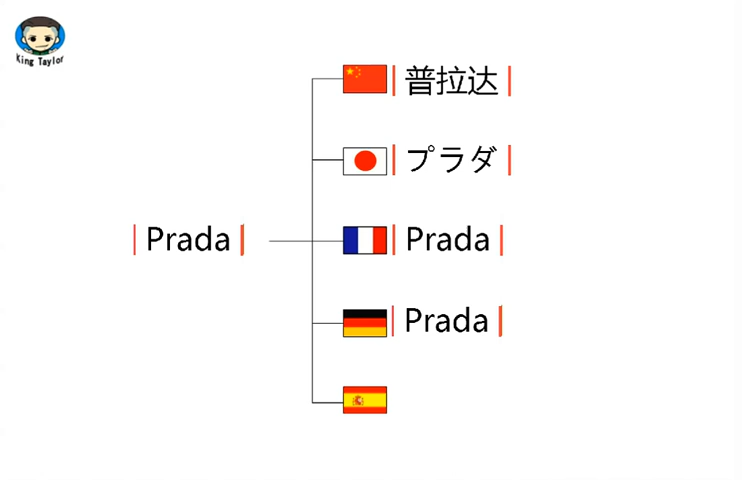 King Taylor
普拉达
プラダ
Prada
Prada
Prada